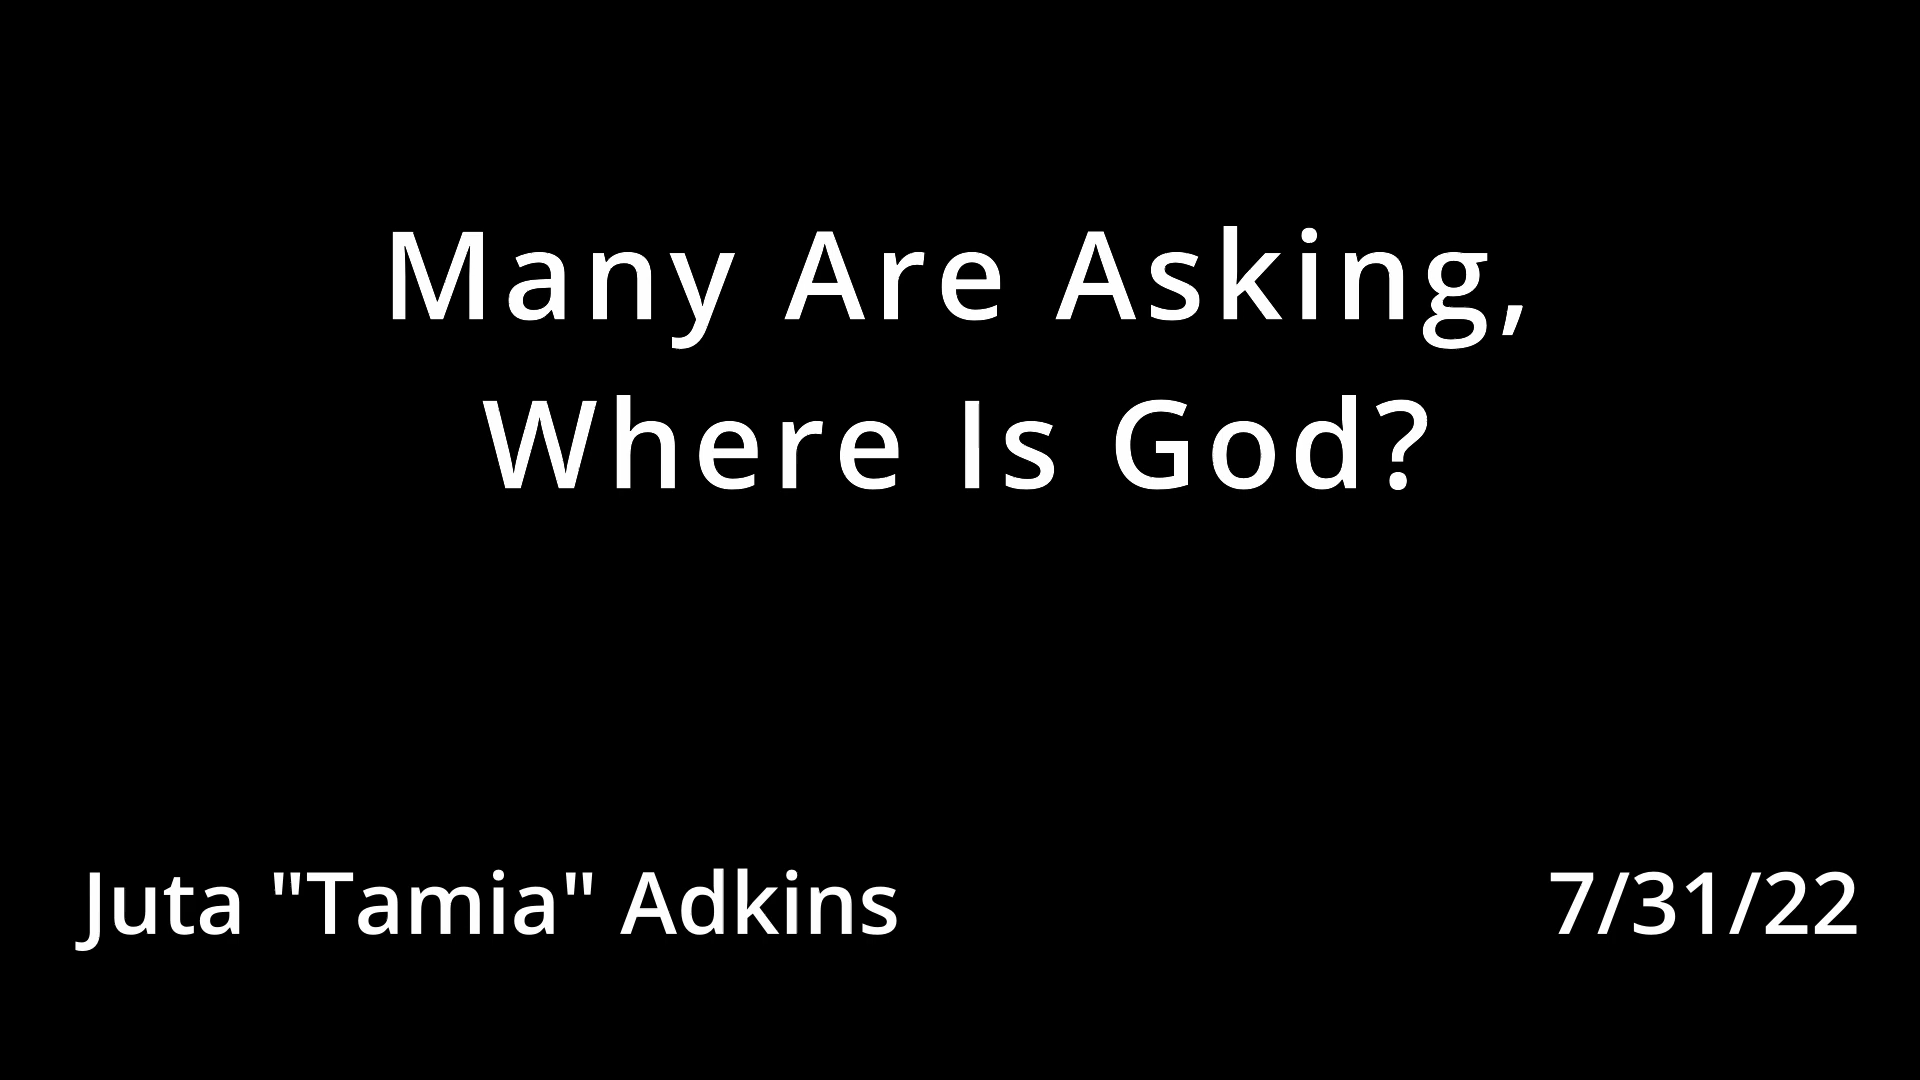 Many Are Asking,
Where Is God?
Juta "Tamia" Adkins
7/31/22